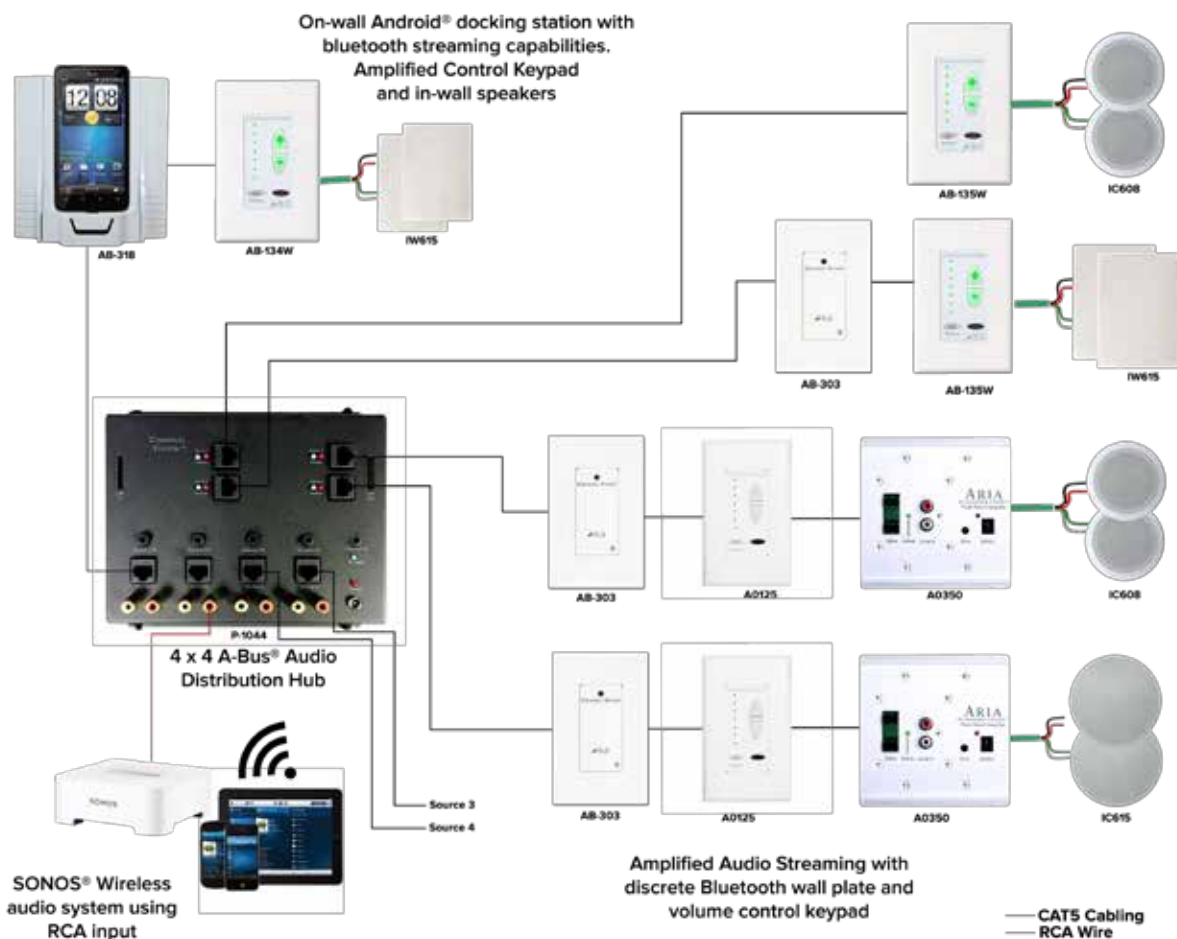 On-wall Android® docking station with
bluetooth streaming capabilities.
Amplified Control Keypad
and in-wall speakers
12 08
AB-318
AB-134W
IW615
AB-135W
IC608
AB-303
AB-135W
IW615
P-1044
4 x 4 A-Bus® Audio
Distribution Hub
AB-303
A0125
ARIA
A0350
IC608
AB-303
A0125
ARIA
A0350
IC615
SONOS
Source 3
Source 4
SONOS® Wireless
audio system using
RCA input
Amplified Audio Streaming with
discrete Bluetooth wall plate and
volume control keypad
CAT5 Cabling
RCA Wire